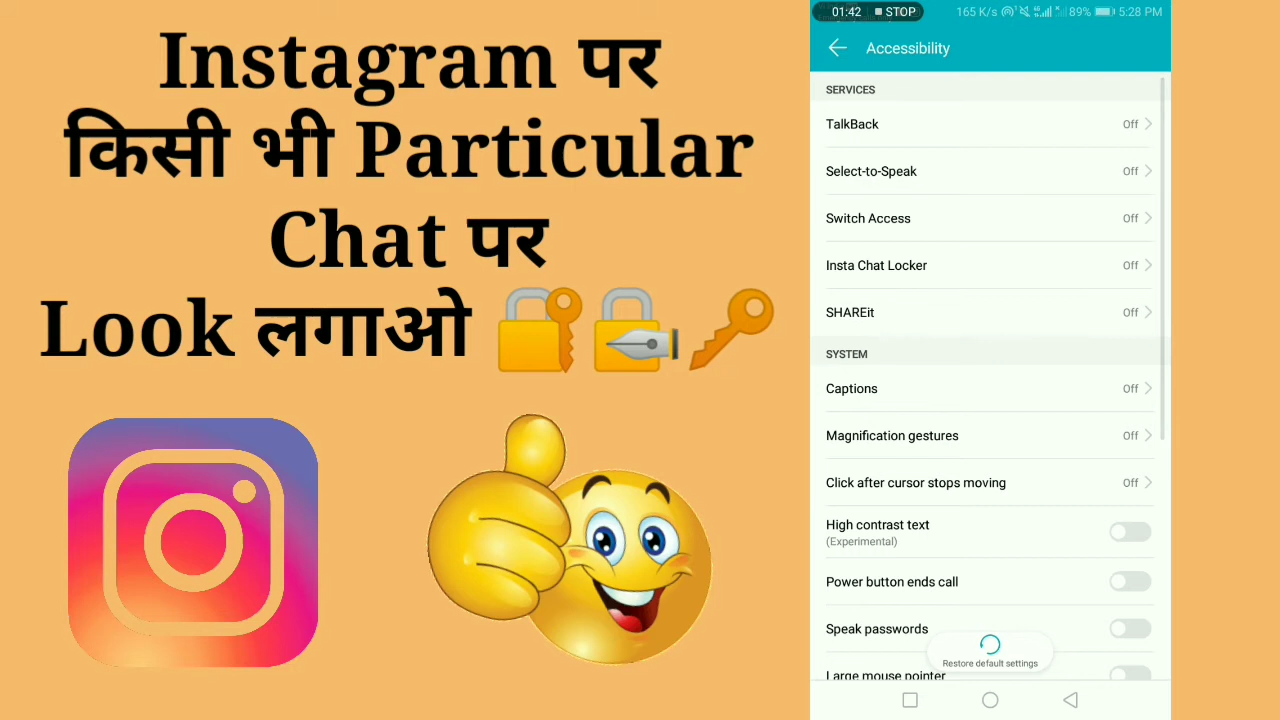 Instagram पर
किसी भी Particular
Chat पर
Look लगाओ
01:42 STOP 165 K/s 89% 5:28 PM
Accessibility
SERVICES
TalkBack Off
Select-to-Speak Off
Switch Access Off
Insta Chat Locker Off
SHAREit Off
SYSTEM
Captions Off
Magnification gestures Off
Click after cursor stops moving Off
High contrast text
(Experimental)
Power button ends call
Speak passwords
Restore default settings
Large mouse pointer